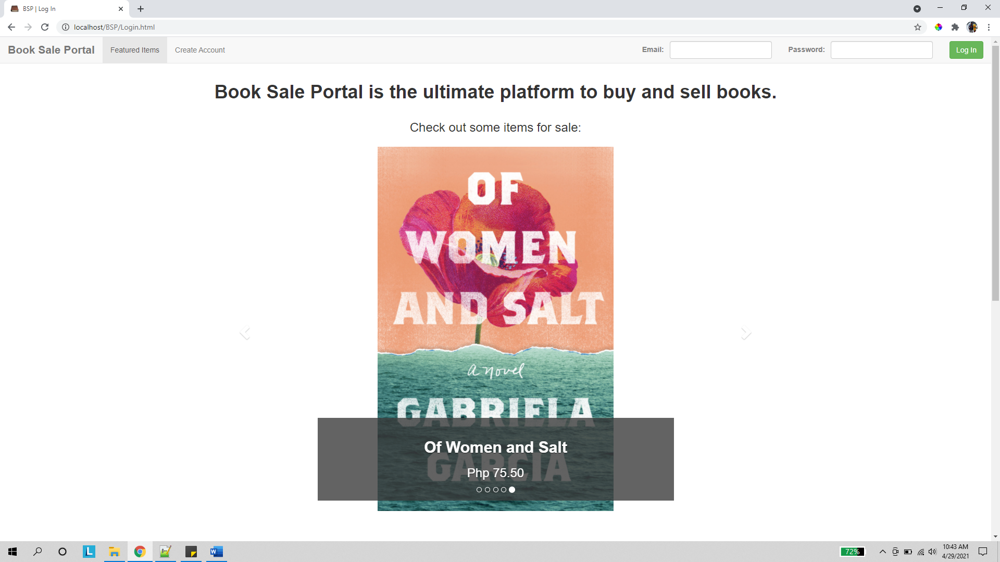 BSP | Log In
localhost/BSP/Login.html
Book Sale Portal Featured Items Create Account Email: Password: Log In
Book Sale Portal is the ultimate platform to buy and sell books.
Check out some items for sale:
OF
WOMEN
AND SALT
a novel
GABRIELA
GARCIA
Of Women and Salt
Php 75.50
L
W
72%
10:43 AM
4/29/2021